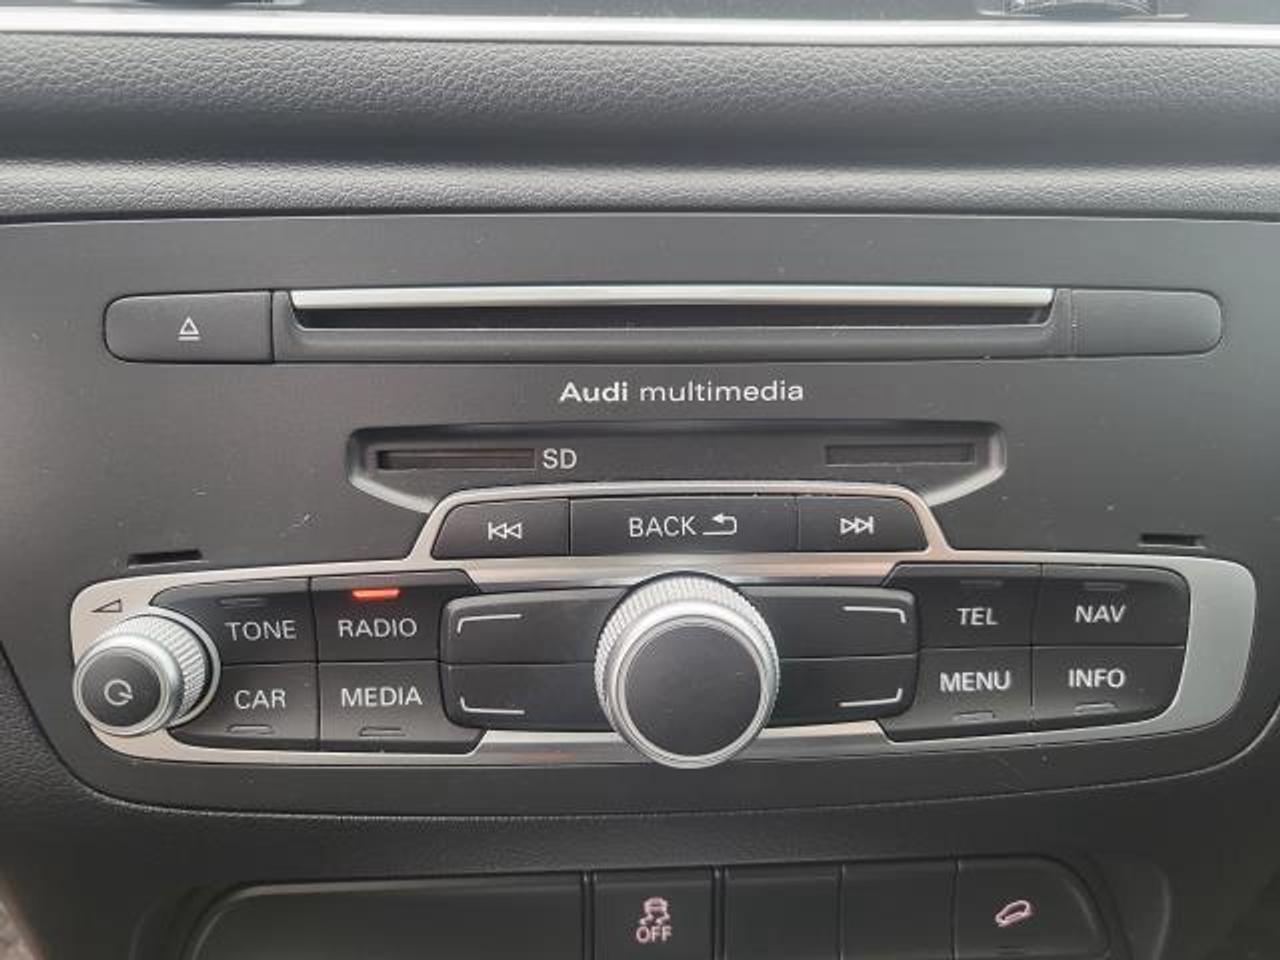 Audi multimedia
SD
BACK
TONE
RADIO
TEL
NAV
CAR
MEDIA
MENU
INFO
OFF